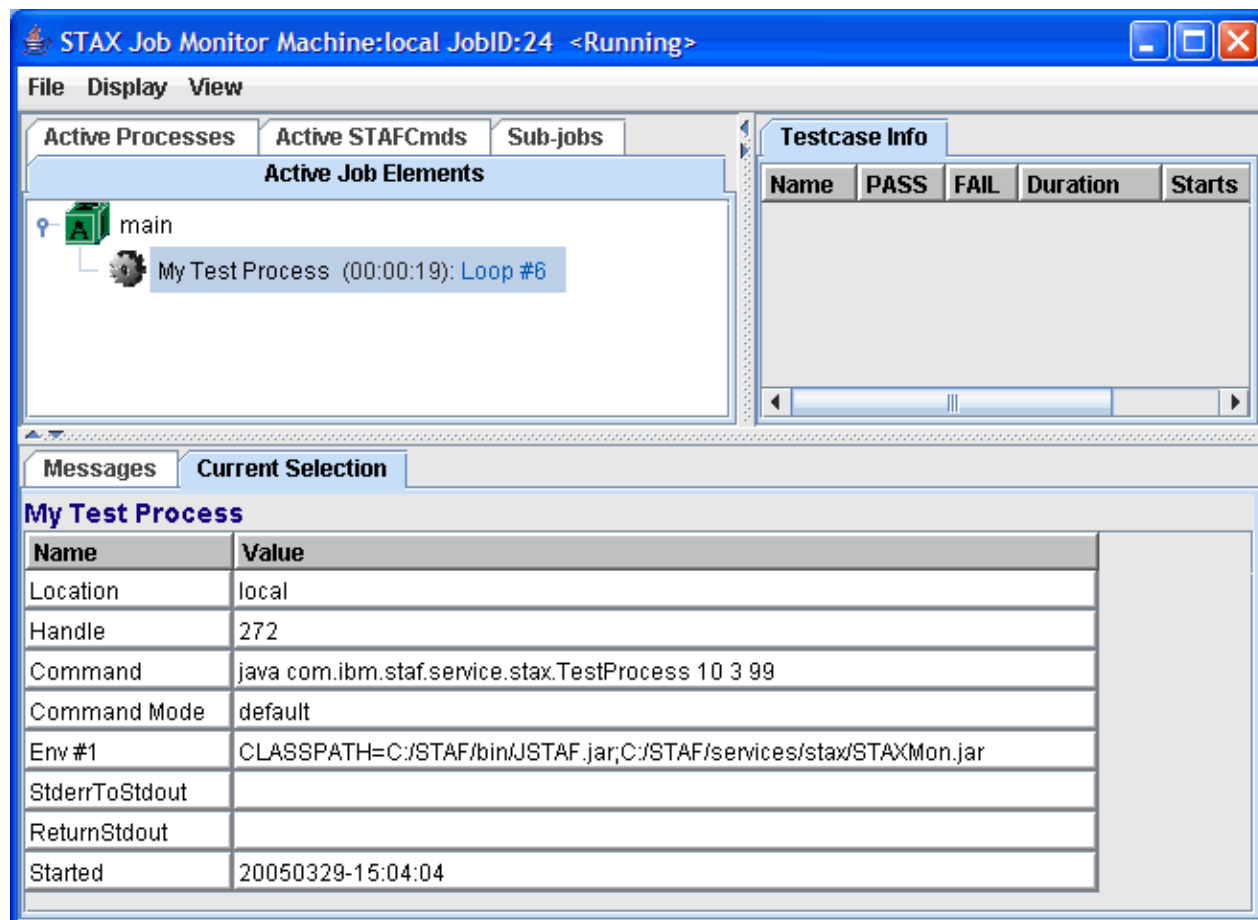 STAX Job Monitor Machine:local JobID:24 <Running>
File Display View
Active Processes Active STAFCmds Sub-jobs
Active Job Elements
A main
My Test Process (00:00:19): Loop #6
Testcase Info
Name PASS FAIL Duration Starts
Messages Current Selection
My Test Process
Name Value
Location local
Handle 272
Command java com.ibm.staf.service.stax.TestProcess 10 3 99
Command Mode default
Env #1 CLASSPATH=C:/STAF/bin/JSTAF.jar;C:/STAF/services/stax/STAXMon.jar
StderrToStdout
ReturnStdout
Started 20050329-15:04:04